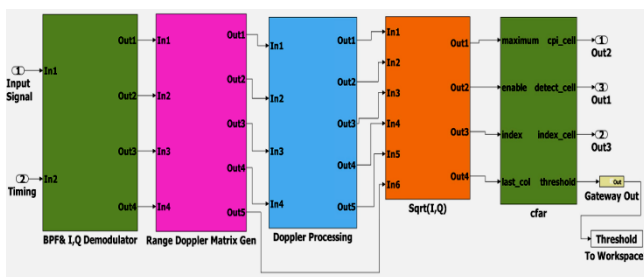 1
Input
Signal
2
Timing
In1
In2
Out1
Out2
Out3
Out4
BPF& I,Q Demodulator
In1
In2
In3
In4
Out1
Out2
Out3
Out4
Out5
Range Doppler Matrix Gen
In1
In2
In3
In4
Out1
Out2
Out3
Out4
Out5
Doppler Processing
In1
In2
In3
In4
In5
In6
Out1
Out2
Out3
Out4
Sqrt(I,Q)
maximum cpi_cell
enable detect_cell
index index_cell
last_col threshold
cfar
1
Out2
3
Out1
2
Out3
Out
Gateway Out
Threshold
To Workspace